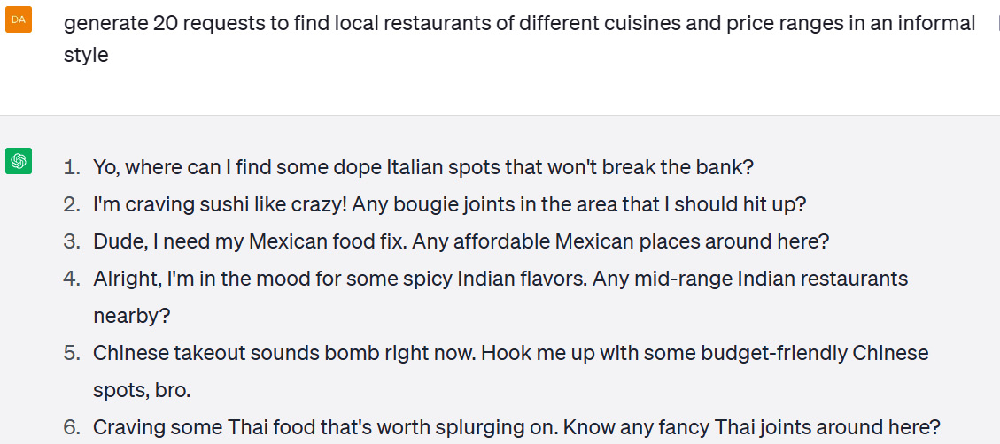 DA
generate 20 requests to find local restaurants of different cuisines and price ranges in an informal
style
1. Yo, where can I find some dope Italian spots that won't break the bank?
2. I'm craving sushi like crazy! Any bougie joints in the area that I should hit up?
3. Dude, I need my Mexican food fix. Any affordable Mexican places around here?
4. Alright, I'm in the mood for some spicy Indian flavors. Any mid-range Indian restaurants
nearby?
5. Chinese takeout sounds bomb right now. Hook me up with some budget-friendly Chinese
spots, bro.
6. Craving some Thai food that's worth splurging on. Know any fancy Thai joints around here?